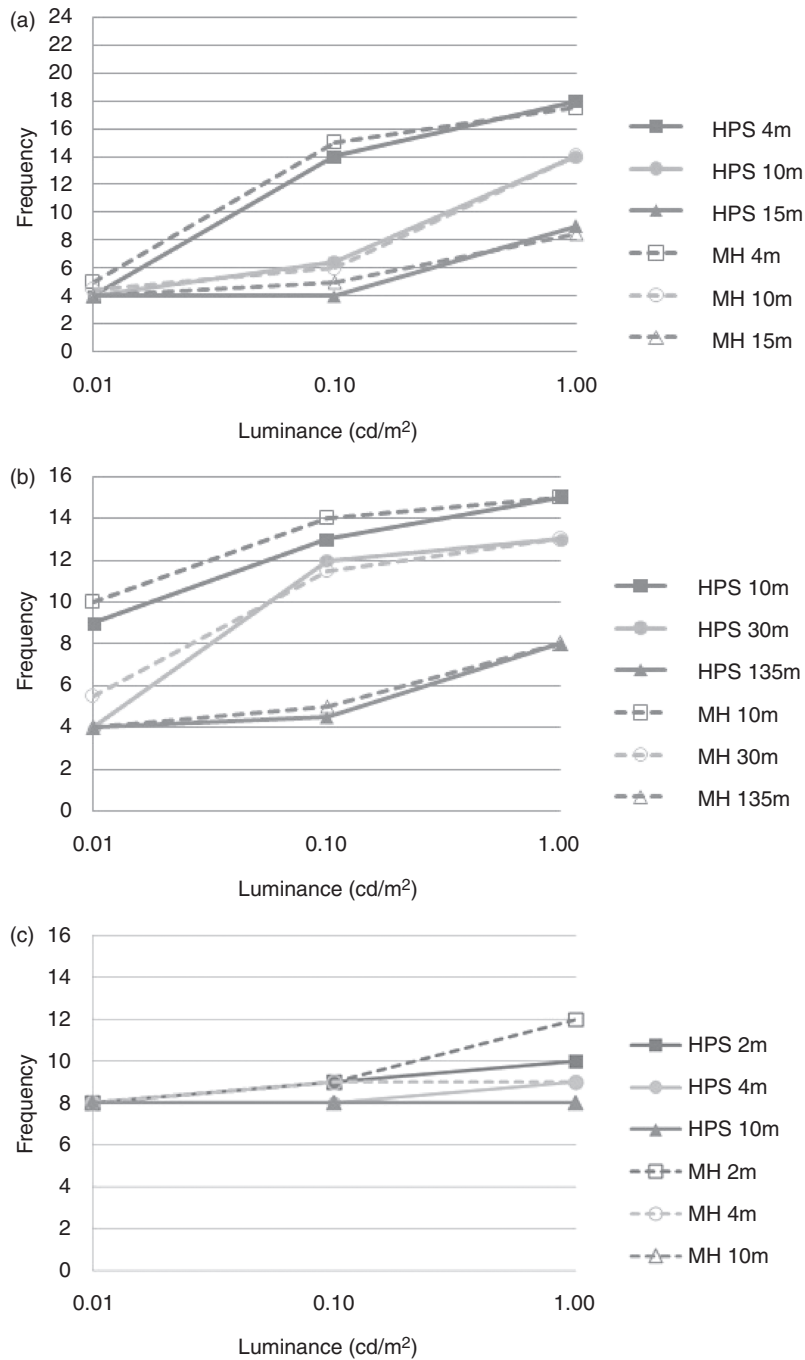 (a)
24
22
20
18
16
14
12
10
8
6
4
2
0
Frequency
0.01 0.10 1.00
Luminance (cd/m²)
HPS 4m
HPS 10m
HPS 15m
MH 4m
MH 10m
MH 15m
(b)
16
14
12
10
8
6
4
2
0
Frequency
0.01 0.10 1.00
Luminance (cd/m²)
HPS 10m
HPS 30m
HPS 135m
MH 10m
MH 30m
MH 135m
(c)
16
14
12
10
8
6
4
2
0
Frequency
0.01 0.10 1.00
Luminance (cd/m²)
HPS 2m
HPS 4m
HPS 10m
MH 2m
MH 4m
MH 10m